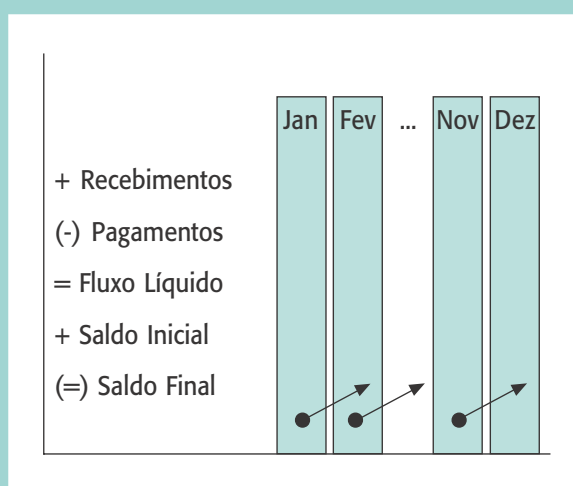 Jan Fev ... Nov Dez
+ Recebimentos
(-) Pagamentos
= Fluxo Líquido
+ Saldo Inicial
(=) Saldo Final